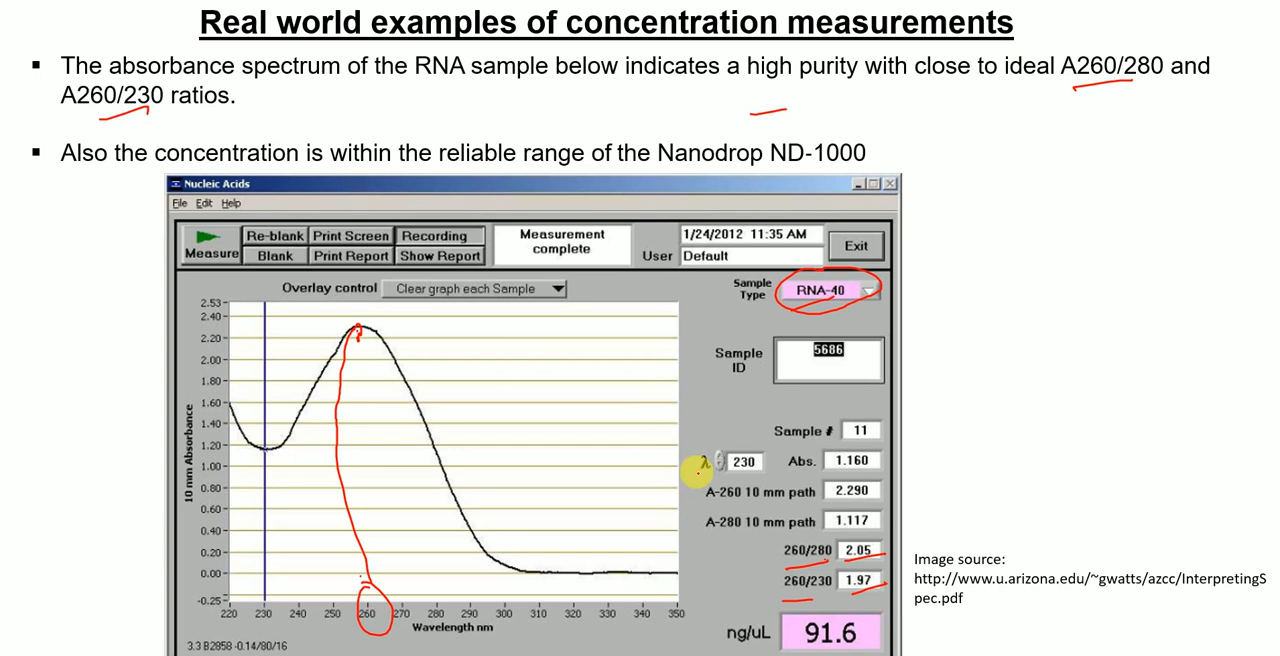 Real world examples of concentration measurements
▪ The absorbance spectrum of the RNA sample below indicates a high purity with close to ideal A260/280 and
A260/230 ratios.
▪ Also the concentration is within the reliable range of the Nanodrop ND-1000
Nucleic Acids
File Edit Help
Measure
Re-blank Print Screen Recording
Blank Print Report Show Report
Measurement
complete
1/24/2012 11:35 AM
User Default
Exit
Overlay control Clear graph each Sample
Sample
Type
RNA-40
Sample
ID
5686
Sample # 11
λ 230 Abs. 1.160
A-260 10 mm path 2.290
A-280 10 mm path 1.117
260/280 2.05
260/230 1.97
ng/uL 91.6
10 mm Absorbance
2.53
2.40
2.20
2.00
1.80
1.60
1.40
1.20
1.00
0.80
0.60
0.40
0.20
0.00
-0.25
220 230 240 250 260 270 280 290 300 310 320 330 340 350
Wavelength nm
3.3 B2858 -0.14/80/16
Image source:
http://www.u.arizona.edu/~gwatts/azcc/InterpretingS
pec.pdf